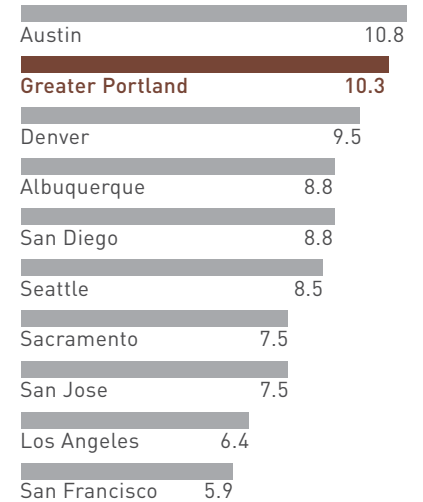 Austin 10.8
Greater Portland 10.3
Denver 9.5
Albuquerque 8.8
San Diego 8.8
Seattle 8.5
Sacramento 7.5
San Jose 7.5
Los Angeles 6.4
San Francisco 5.9